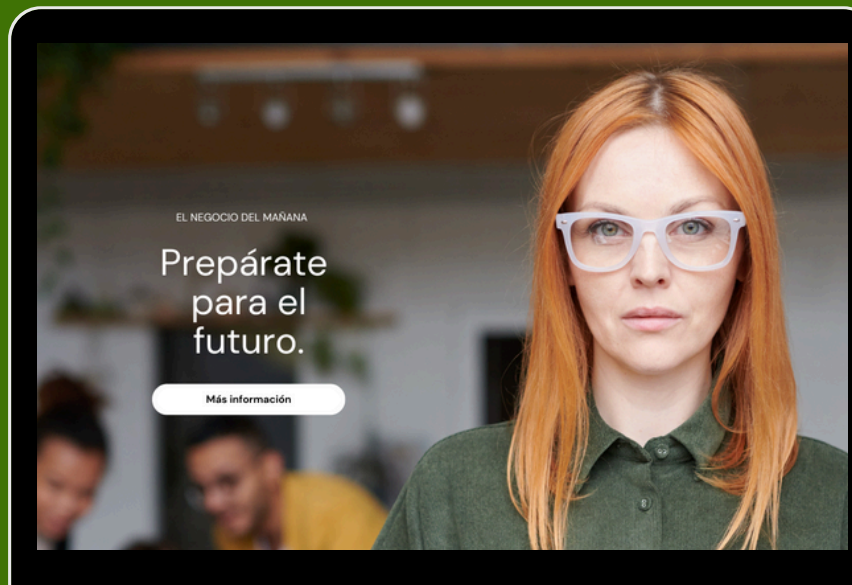 EL NEGOCIO DEL MAÑANA
Prepárate
para el
futuro.
Más información